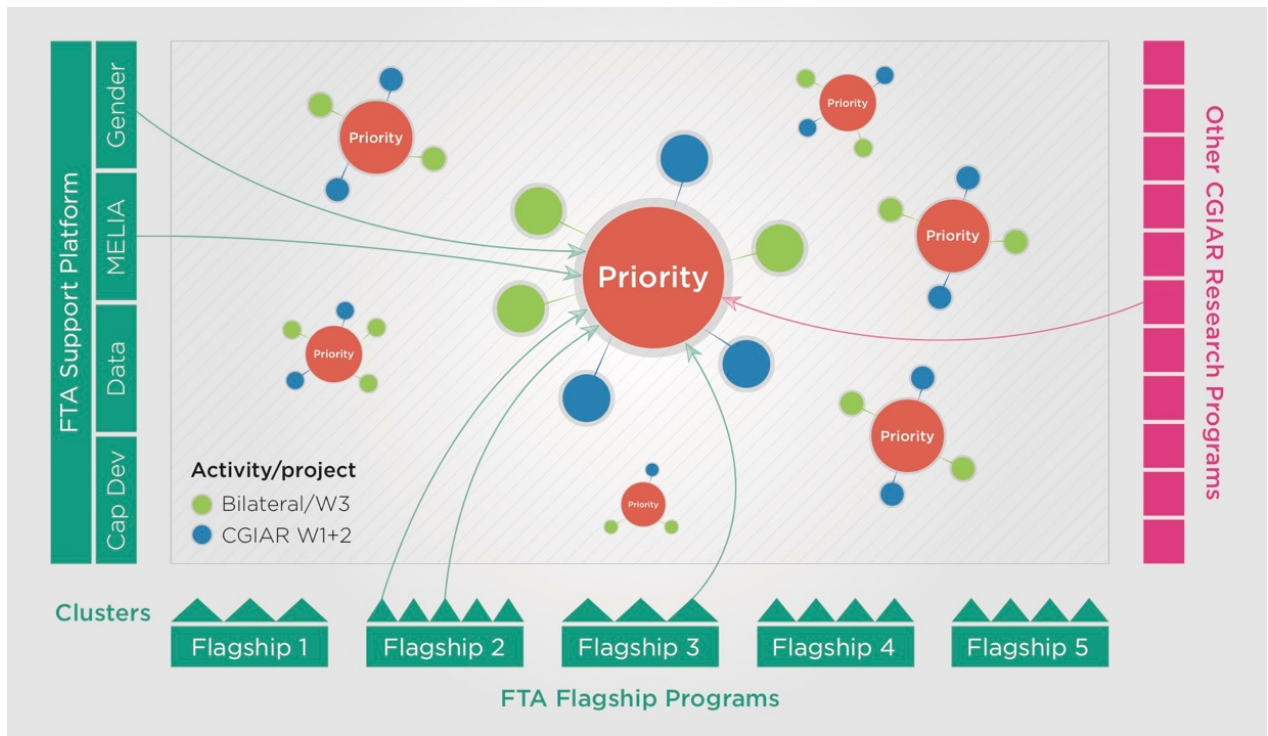 FTA Support Platform
Gender
MELIA
Data
Cap Dev
Priority
Priority
Priority
Priority
Priority
Priority
Priority
Priority
Activity/project
Bilateral/W3
CGIAR W1+2
Other CGIAR Research Programs
Clusters
Flagship 1
Flagship 2
Flagship 3
Flagship 4
Flagship 5
FTA Flagship Programs